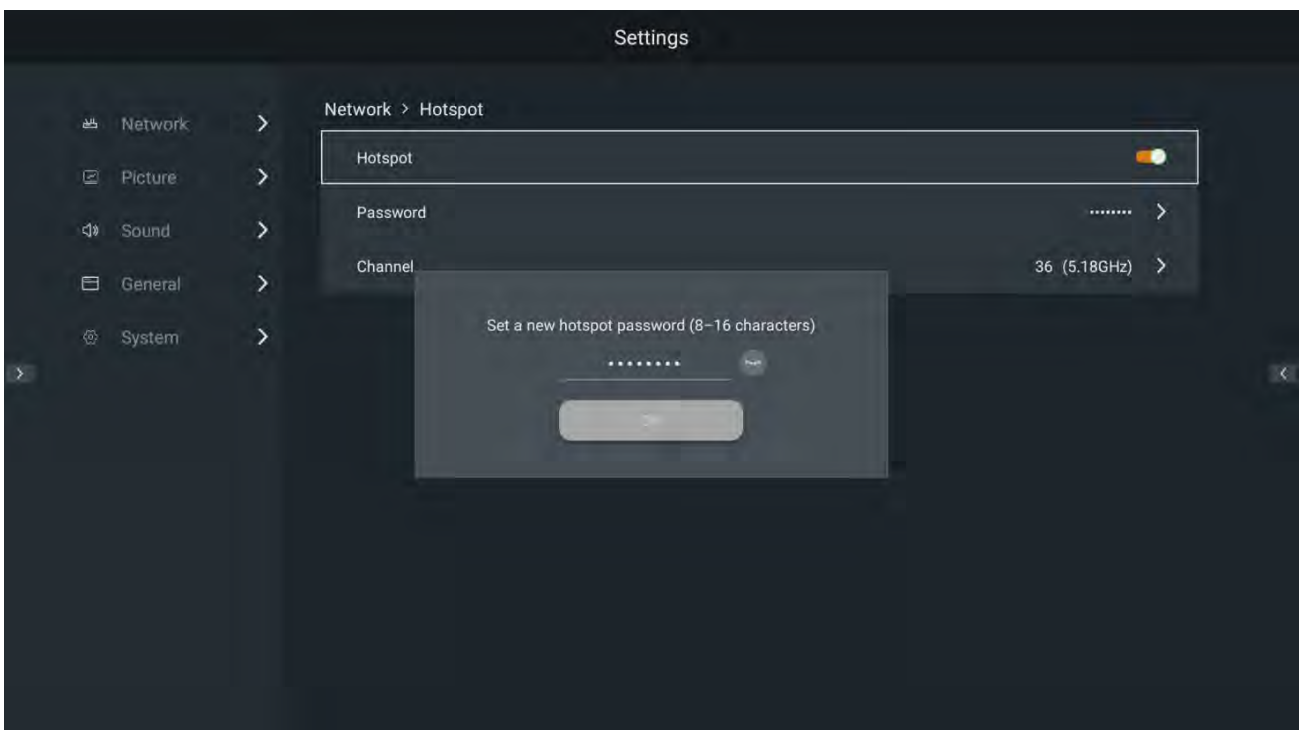 Settings
Network > Hotspot
Network
Picture
Sound
General
System
Hotspot
Password ········
Channel 36 (5.18GHz)
Set a new hotspot password (8–16 characters)
········